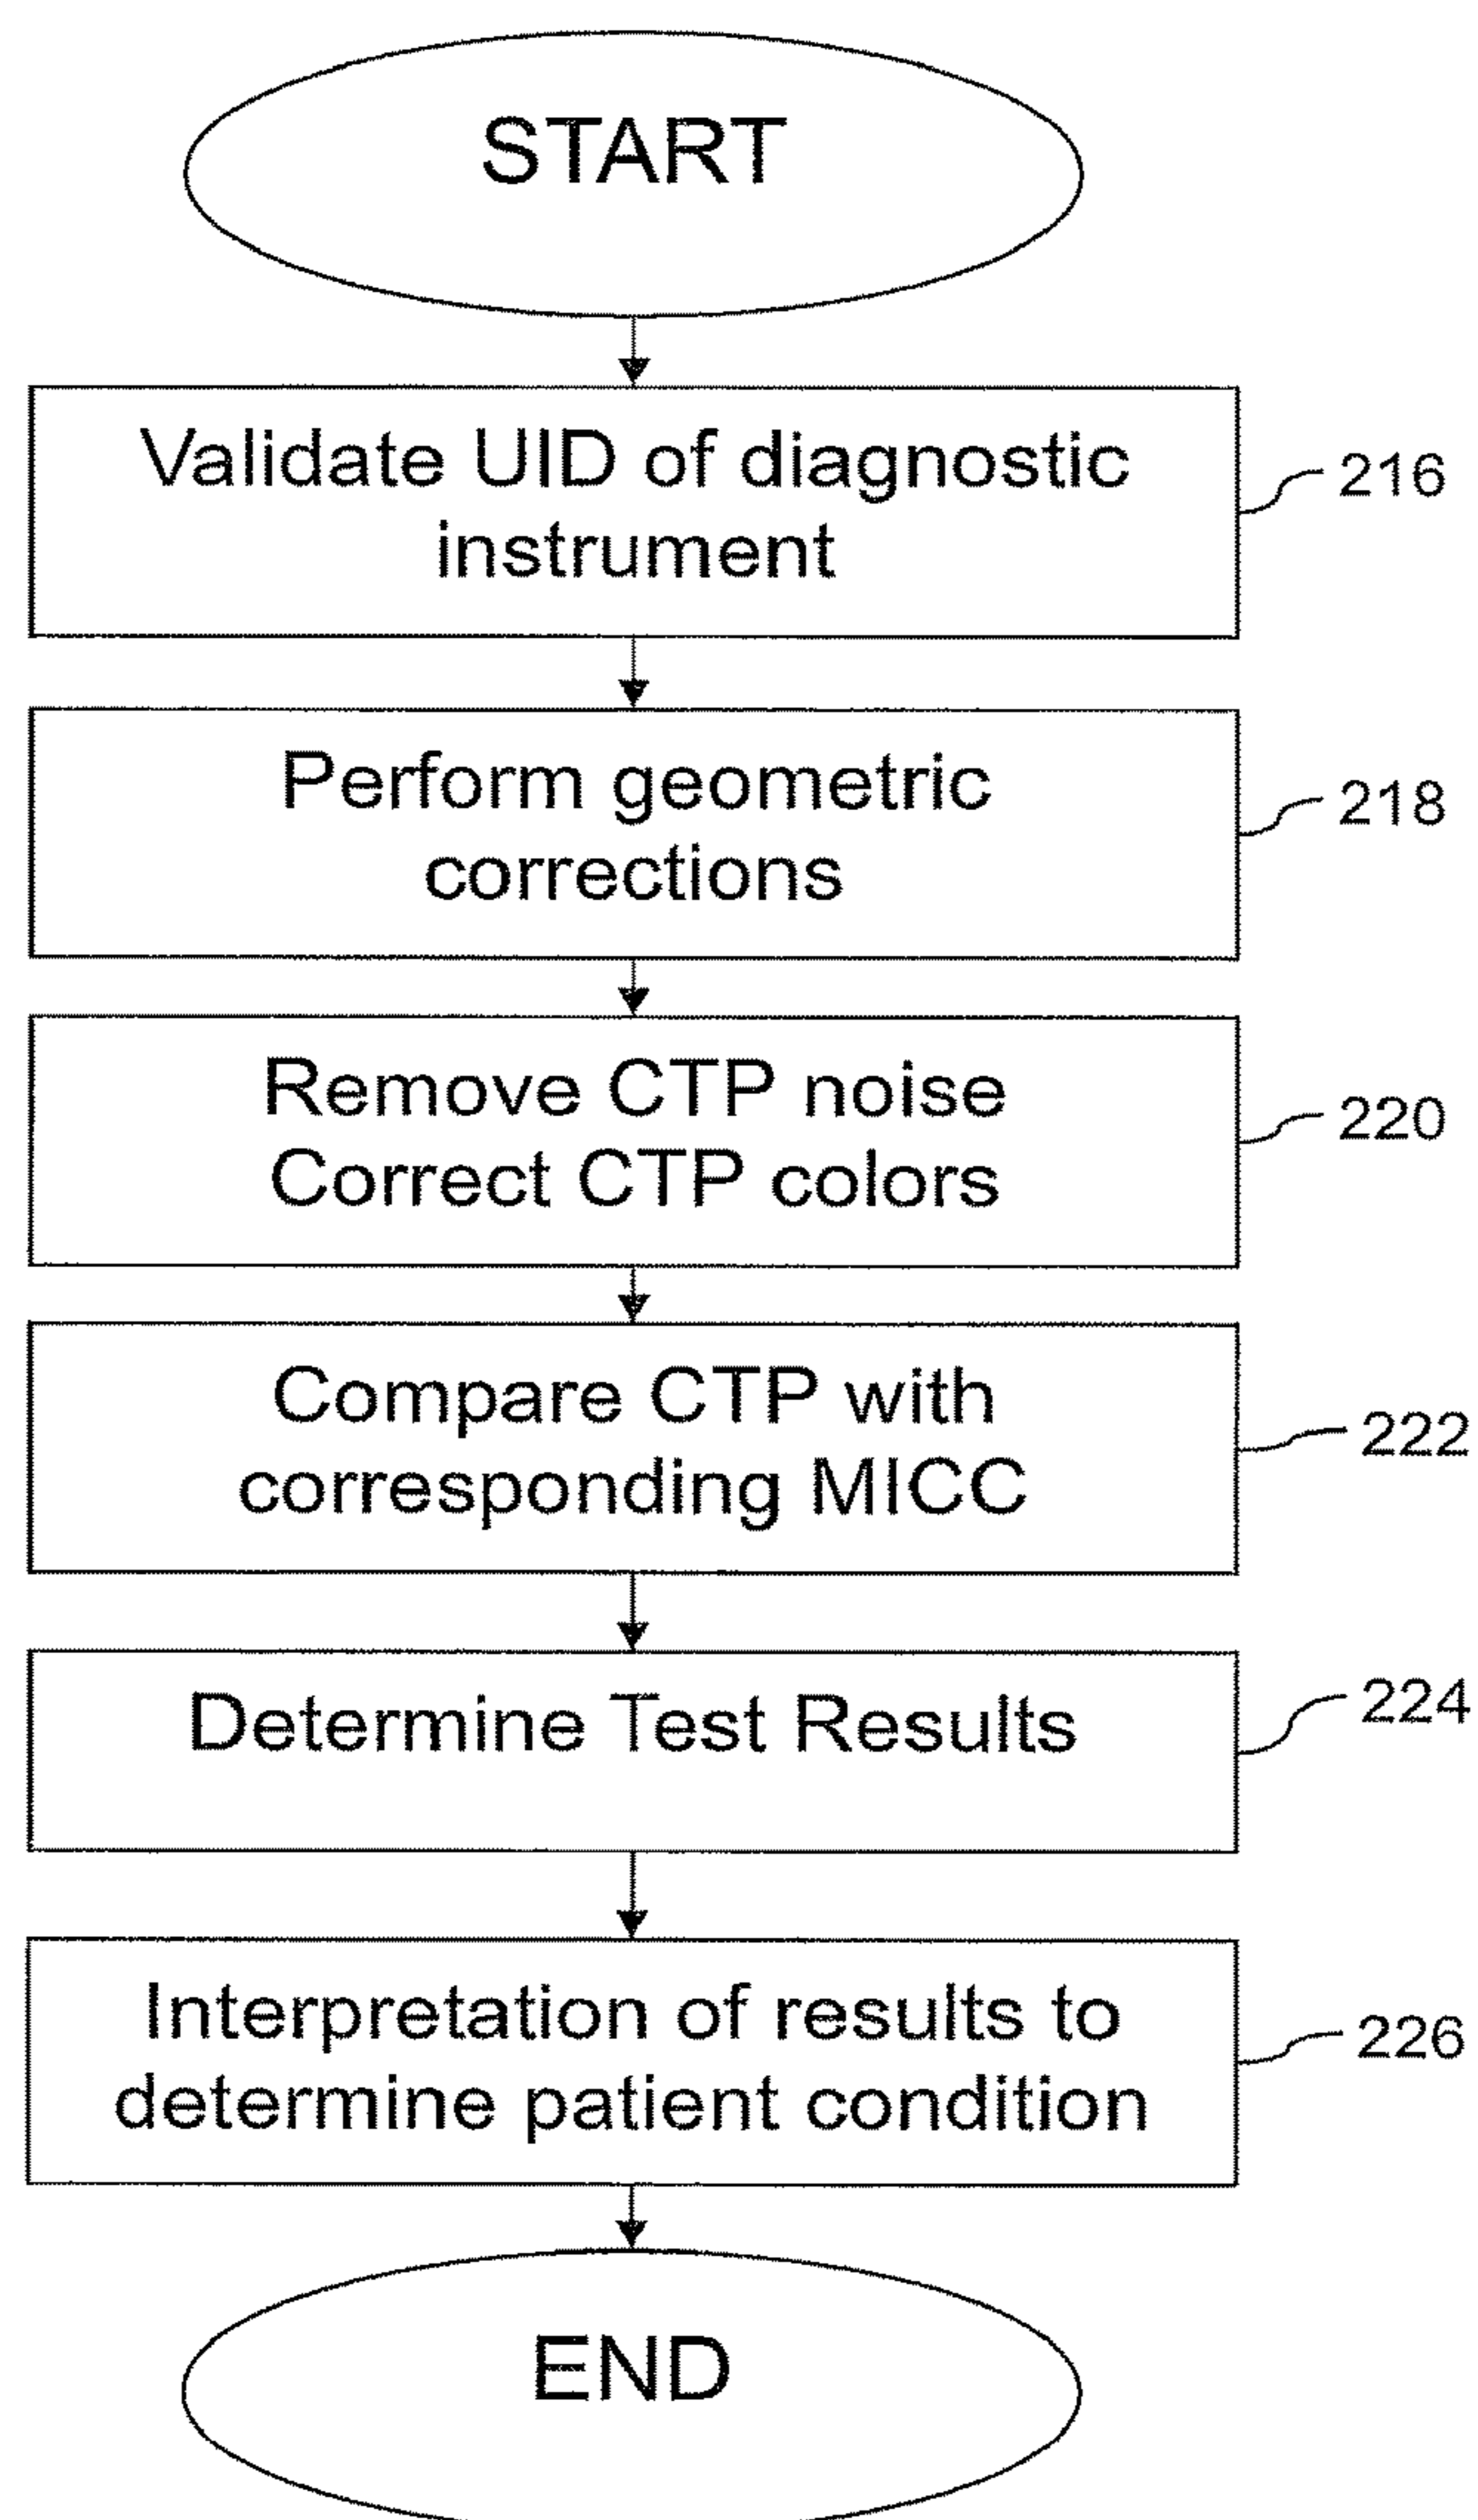 START
Validate UID of diagnostic
instrument
216
Perform geometric
corrections
218
Remove CTP noise
Correct CTP colors
220
Compare CTP with
corresponding MICC
222
Determine Test Results
224
Interpretation of results to
determine patient condition
226
END